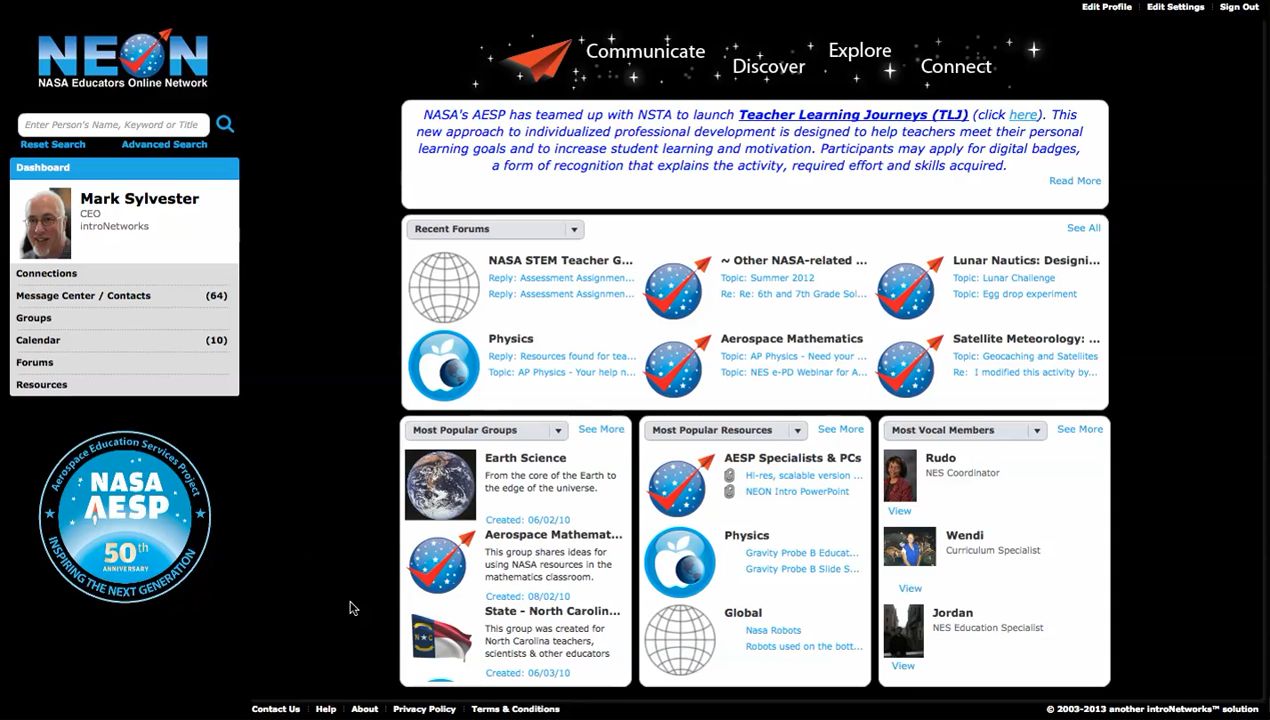 Edit Profile Edit Settings Sign Out
NEON
NASA Educators Online Network
Communicate
Discover
Explore
Connect
Enter Person's Name, Keyword or Title
Reset Search Advanced Search
Dashboard
Mark Sylvester
CEO
introNetworks
Connections
Message Center / Contacts (64)
Groups
Calendar (10)
Forums
Resources
Aerospace Education Services Project
NASA
AESP
50th
ANNIVERSARY
INSPIRING THE NEXT GENERATION
NASA's AESP has teamed up with NSTA to launch Teacher Learning Journeys (TLJ) (click here). This
new approach to individualized professional development is designed to help teachers meet their personal
learning goals and to increase student learning and motivation. Participants may apply for digital badges,
a form of recognition that explains the activity, required effort and skills acquired.
Read More
Recent Forums
See All
NASA STEM Teacher G...
Reply: Assessment Assignmen...
Reply: Assessment Assignmen...
~ Other NASA-related ...
Topic: Summer 2012
Re: Re: 6th and 7th Grade Sol...
Lunar Nautics: Designi...
Topic: Lunar Challenge
Topic: Egg drop experiment
Physics
Reply: Resources found for tea...
Topic: AP Physics - Your help n...
Aerospace Mathematics
Topic: AP Physics - Need your ...
Topic: NES e-PD Webinar for A...
Satellite Meteorology: ...
Topic: Geocaching and Satellites
Re: I modified this activity by...
Most Popular Groups
See More
Earth Science
From the core of the Earth to
the edge of the universe.
Created: 06/02/10
Aerospace Mathemat...
This group shares ideas for
using NASA resources in the
mathematics classroom.
Created: 08/02/10
State - North Carolin...
This group was created for
North Carolina teachers,
scientists & other educators
Created: 06/03/10
Most Popular Resources
See More
AESP Specialists & PCs
Hi-res, scalable version ...
NEON Intro PowerPoint
Physics
Gravity Probe B Educat...
Gravity Probe B Slide S...
Global
Nasa Robots
Robots used on the bott...
Most Vocal Members
See More
Rudo
NES Coordinator
View
Wendi
Curriculum Specialist
View
Jordan
NES Education Specialist
View
Contact Us Help About Privacy Policy Terms & Conditions
© 2003-2013 another introNetworks™ solution